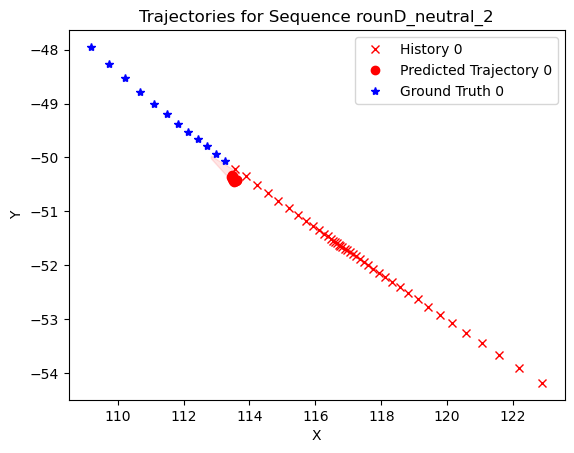 Trajectories for Sequence rounD_neutral_2
History 0
Predicted Trajectory 0
Ground Truth 0
Y
−48
−49
−50
−51
−52
−53
−54
110 112 114 116 118 120 122
X